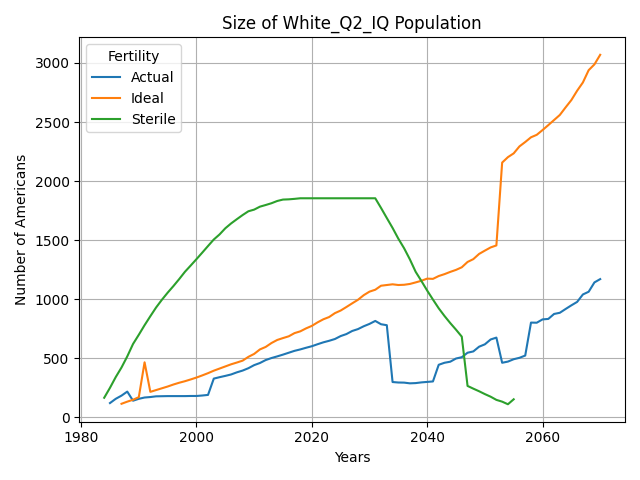 Size of White_Q2_IQ Population
Fertility
Actual
Ideal
Sterile
Number of Americans
3000
2500
2000
1500
1000
500
0
1980
2000
2020
2040
2060
Years